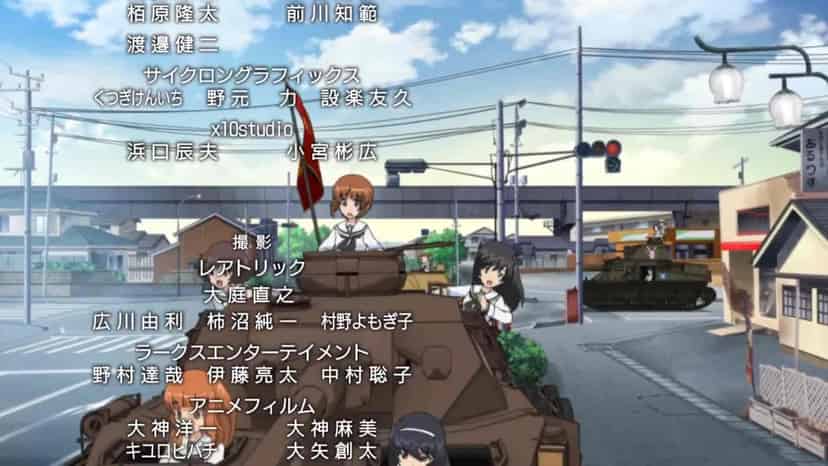 栢原隆太 前川知範
渡邊健二
サイクロングラフィックス
くつぎけんいち 野元 力 設楽友久
x10studio
浜口辰夫 小宮彬広
撮影
レアトリック
大庭直之
広川由利 柿沼純一 村野よもぎ子
ラークスエンターテイメント
野村達哉 伊藤亮太 中村聡子
アニメフィルム
大神洋一 大神麻美
キユロヒバチ 大矢創太